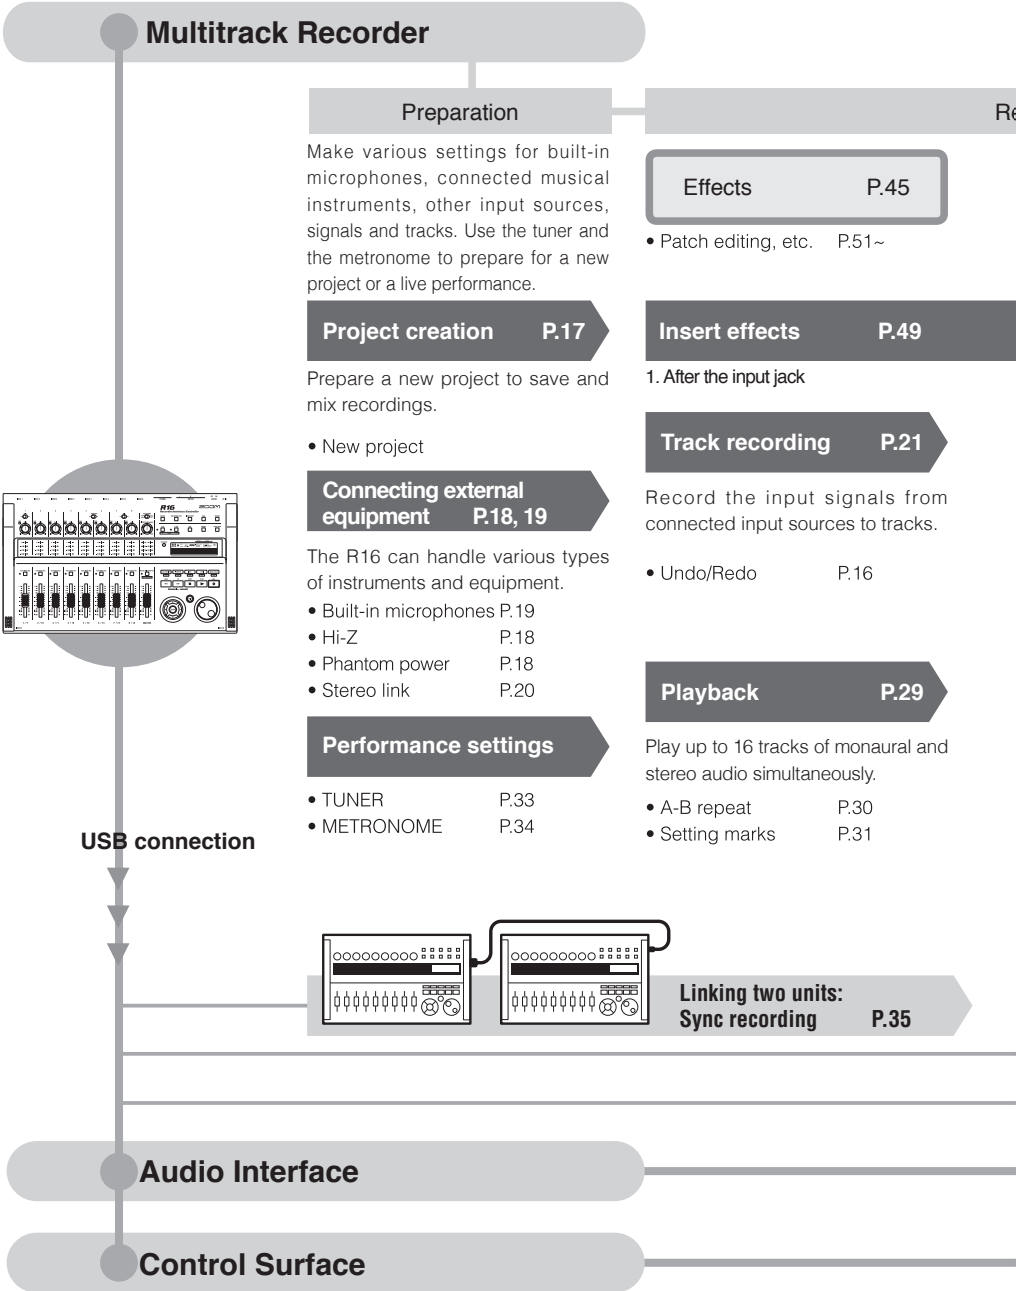 Multitrack Recorder
Preparation
Make various settings for built-in
microphones, connected musical
instruments, other input sources,
signals and tracks. Use the tuner and
the metronome to prepare for a new
project or a live performance.
Project creation P.17
Prepare a new project to save and
mix recordings.
• New project
Connecting external
equipment P.18, 19
The R16 can handle various types
of instruments and equipment.
• Built-in microphones P.19
• Hi-Z P.18
• Phantom power P.18
• Stereo link P.20
Performance settings
• TUNER P.33
• METRONOME P.34
Re
Effects P.45
• Patch editing, etc. P.51~
Insert effects P.49
1. After the input jack
Track recording P.21
Record the input signals from
connected input sources to tracks.
• Undo/Redo P.16
Playback P.29
Play up to 16 tracks of monaural and
stereo audio simultaneously.
• A-B repeat P.30
• Setting marks P.31
R16
ZOOM
USB connection
Linking two units:
Sync recording P.35
Audio Interface
Control Surface